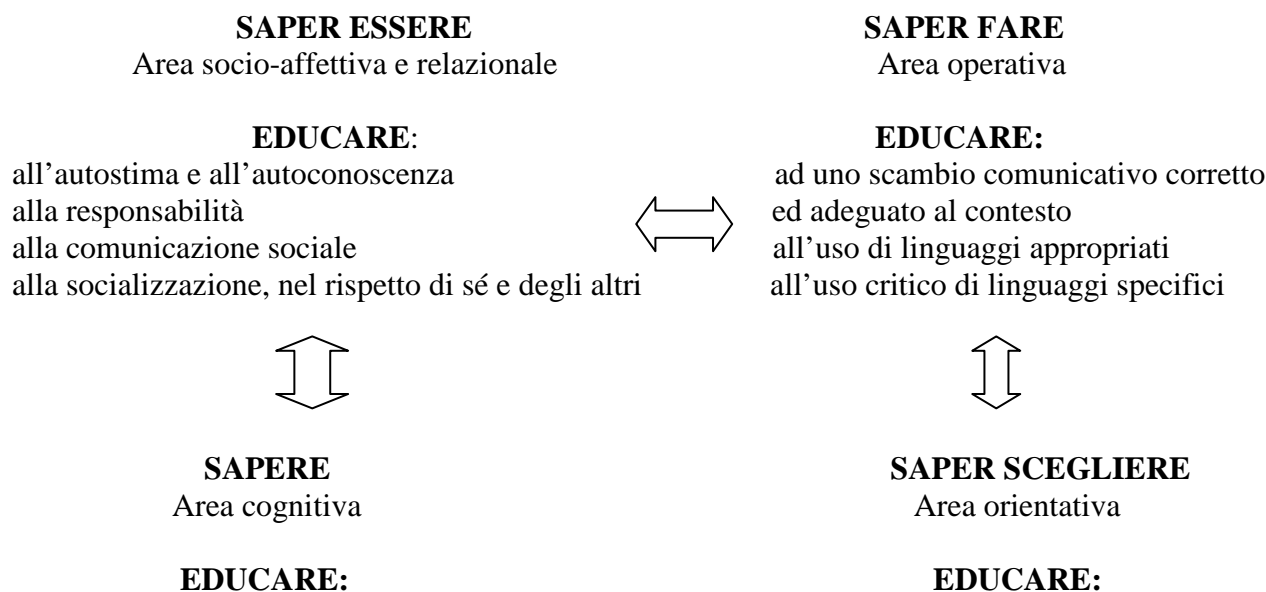 SAPER ESSERE
Area socio-affettiva e relazionale
EDUCARE:
all’autostima e all’autoconoscenza
alla responsabilità
alla comunicazione sociale
alla socializzazione, nel rispetto di sé e degli altri
SAPER FARE
Area operativa
EDUCARE:
ad uno scambio comunicativo corretto
ed adeguato al contesto
all’uso di linguaggi appropriati
all’uso critico di linguaggi specifici
SAPERE
Area cognitiva
EDUCARE:
SAPER SCEGLIERE
Area orientativa
EDUCARE: